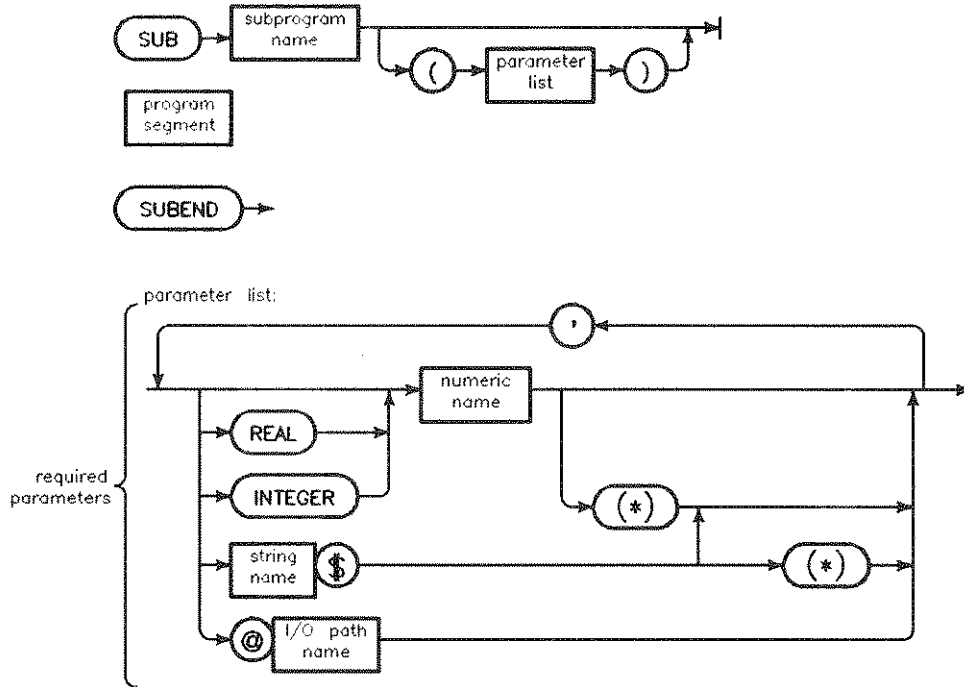 SUB
subprogram
name
(
parameter
list
)
program
segment
SUBEND
parameter list:
,
numeric
name
REAL
INTEGER
required
parameters
(*)
string
name
$
(*)
@
I/O path
name